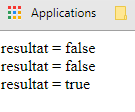 Applications
resultat = false
resultat = false
resultat = true